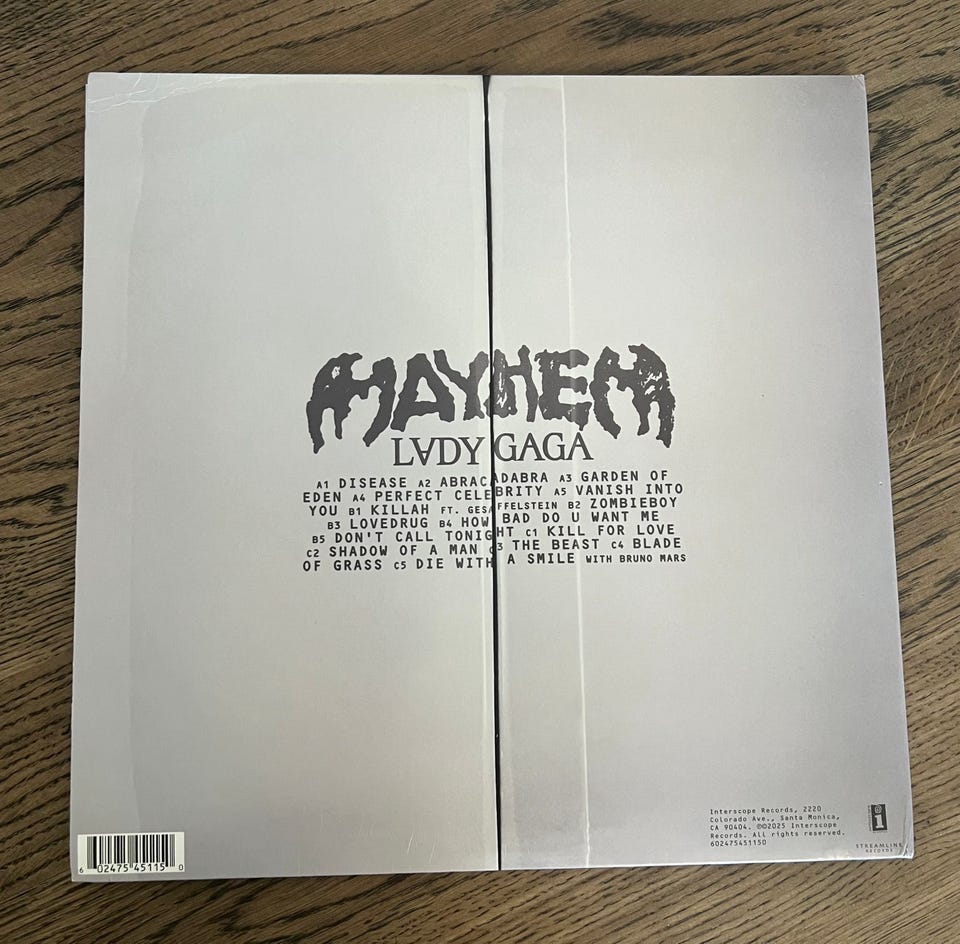 MAYHEM
LADY GAGA
A1 DISEASE A2 ABRACADABRA A3 GARDEN OF
EDEN A4 PERFECT CELEBRITY A5 VANISH INTO
YOU B1 KILLAH FT. GESAFFELSTEIN B2 ZOMBIEBOY
B3 LOVEDRUG B4 HOW BAD DO U WANT ME
B5 DON'T CALL TONIGHT C1 KILL FOR LOVE
C2 SHADOW OF A MAN C3 THE BEAST C4 BLADE
OF GRASS C5 DIE WITH A SMILE WITH BRUNO MARS
Interscope Records, 2220
Colorado Ave., Santa Monica,
CA 90404. ℗©2025 Interscope
Records. All rights reserved.
602475451150
i
STREAMLINE
RECORDS
6 02475 45115 0